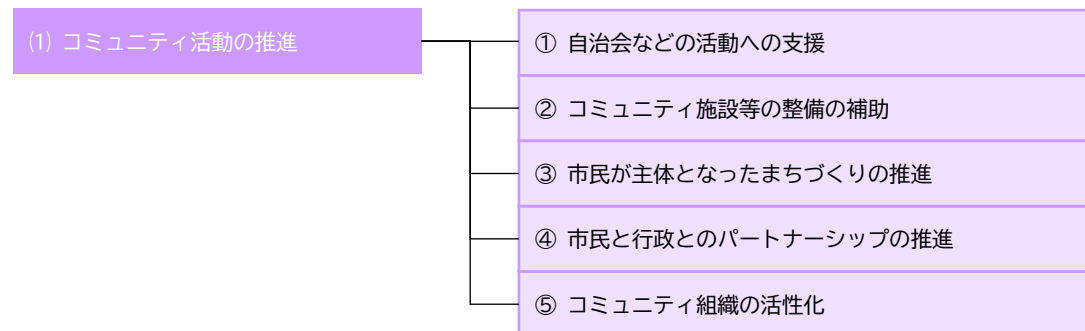 ⑴ コミュニティ活動の推進
① 自治会などの活動への支援
② コミュニティ施設等の整備の補助
③ 市民が主体となったまちづくりの推進
④ 市民と行政とのパートナーシップの推進
⑤ コミュニティ組織の活性化